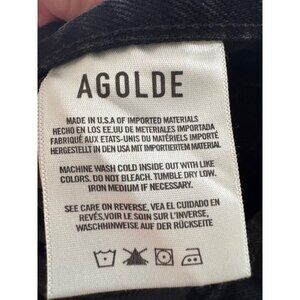 AGOLDE
MADE IN U.S.A OF IMPORTED MATERIALS
HECHO EN LOS EE.UU DE METERIALES IMPORTADA
FABRIQUÉ AUX ETATS-UNIS DU MATÉRIELS IMPORTÉ
HERGESTELLT IN DEN USA MIT IMPORTIERTEM MATERIAL
MACHINE WASH COLD INSIDE OUT WITH LIKE
COLORS. DO NOT BLEACH. TUMBLE DRY LOW.
IRON MEDIUM IF NECESSARY.
SEE CARE ON REVERSE, VEA EL CUIDADO EN
REVÉS, VOIR LE SOIN SUR L'INVERSE,
WASCHHINWEISE AUF DER RÜCKSEITE